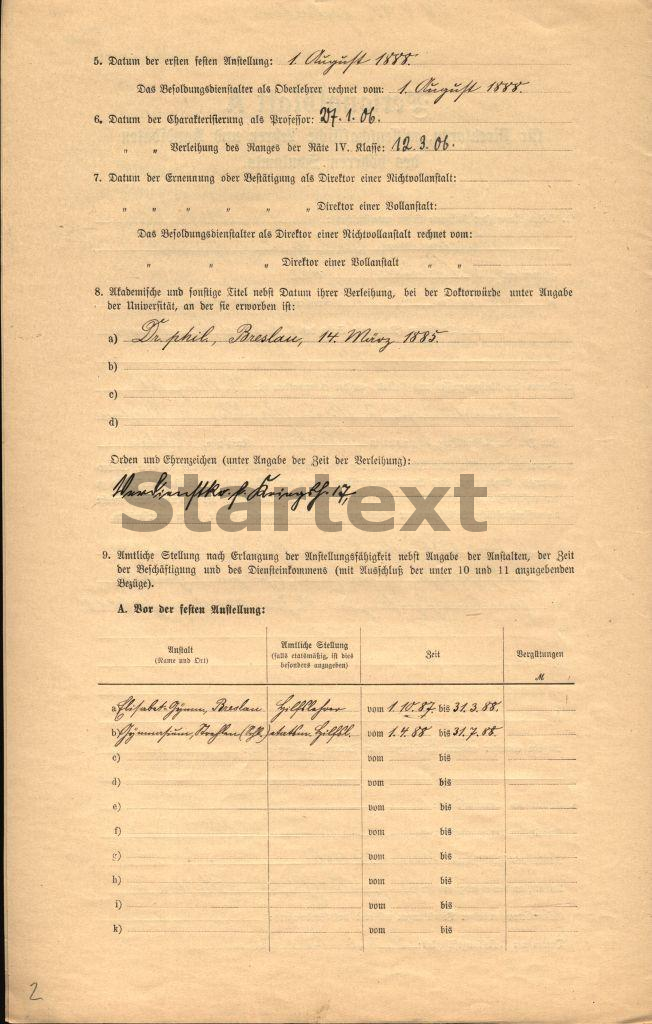 5. Datum der ersten festen Anstellung: 1. August 1888.
Das Besoldungsdienstalter als Oberlehrer rechnet vom: 1. August 1888.
6. Datum der Charakterisierung als Professor: 27.1.06.
„ „ Verleihung des Ranges der Räte IV. Klasse: 12.3.06.
7. Datum der Ernennung oder Bestätigung als Direktor einer Nichtvollanstalt:
„ „ „ „ „ „ Direktor einer Vollanstalt:
Das Besoldungsdienstalter als Direktor einer Nichtvollanstalt rechnet vom:
„ „ „ Direktor einer Vollanstalt „ „
8. Akademische und sonstige Titel nebst Datum ihrer Verleihung, bei der Doktorwürde unter Angabe
der Universität, an der sie erworben ist:
a) Dr. phil., Breslau, 14. März 1885.
b)
c)
d)
Orden und Ehrenzeichen (unter Angabe der Zeit der Verleihung):
Verdienstkr. f. Kriegsh. 17,
Startext
9. Amtliche Stellung nach Erlangung der Anstellungsfähigkeit nebst Angabe der Anstalten, der Zeit
der Beschäftigung und des Diensteinkommens (mit Ausschluß der unter 10 und 11 anzugebenden
Bezüge).
A. Vor der festen Anstellung:
Anstalt (Name und Ort) Amtliche Stellung (falls etatsmäßig, ist dies besonders anzugeben) Zeit Vergütungen M
a) Elisabet-Gymn., Breslau Hilfslehrer vom 1.10.87. bis 31.3.88.
b) Gymnasium, Strehlen (Schl.) etatsm. Hilfsl. vom 1.4.88 bis 31.7.88.
c) vom bis
d) vom bis
e) vom bis
f) vom bis
g) vom bis
h) vom bis
i) vom bis
k) vom bis
2